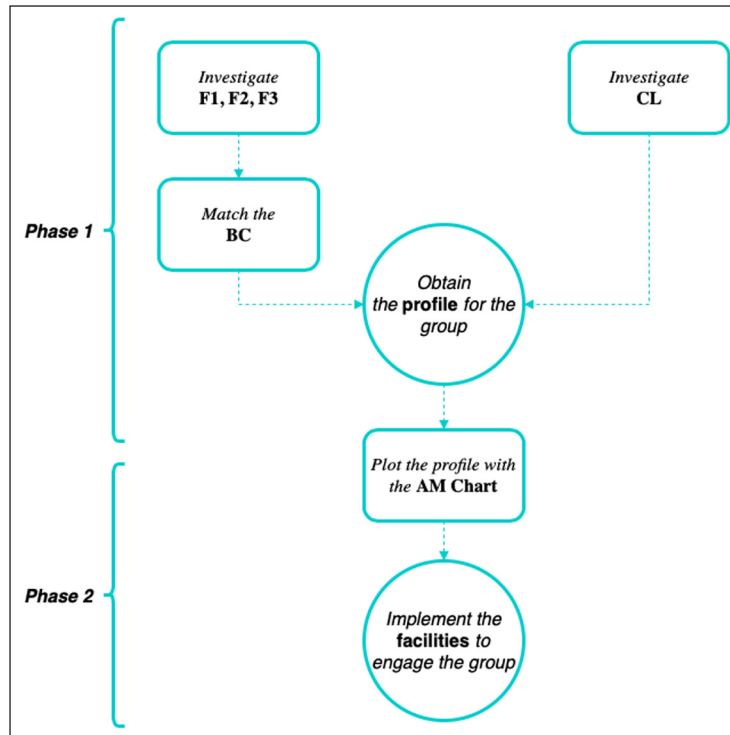 Investigate
F1, F2, F3
Investigate
CL
Phase 1
Match the
BC
Obtain
the profile for the
group
Plot the profile with
the AM Chart
Phase 2
Implement the
facilities to
engage the group